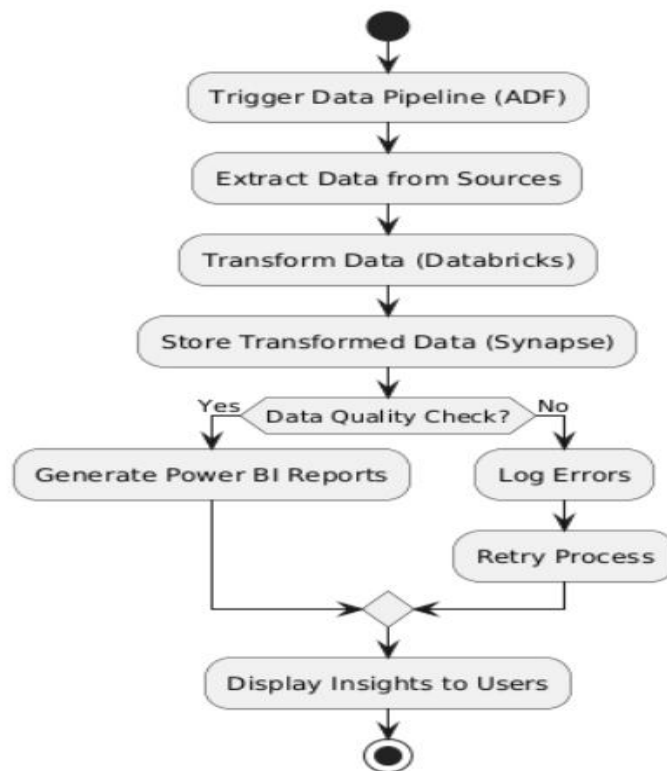 Trigger Data Pipeline (ADF)
Extract Data from Sources
Transform Data (Databricks)
Store Transformed Data (Synapse)
Yes
Data Quality Check?
No
Generate Power BI Reports
Log Errors
Retry Process
Display Insights to Users